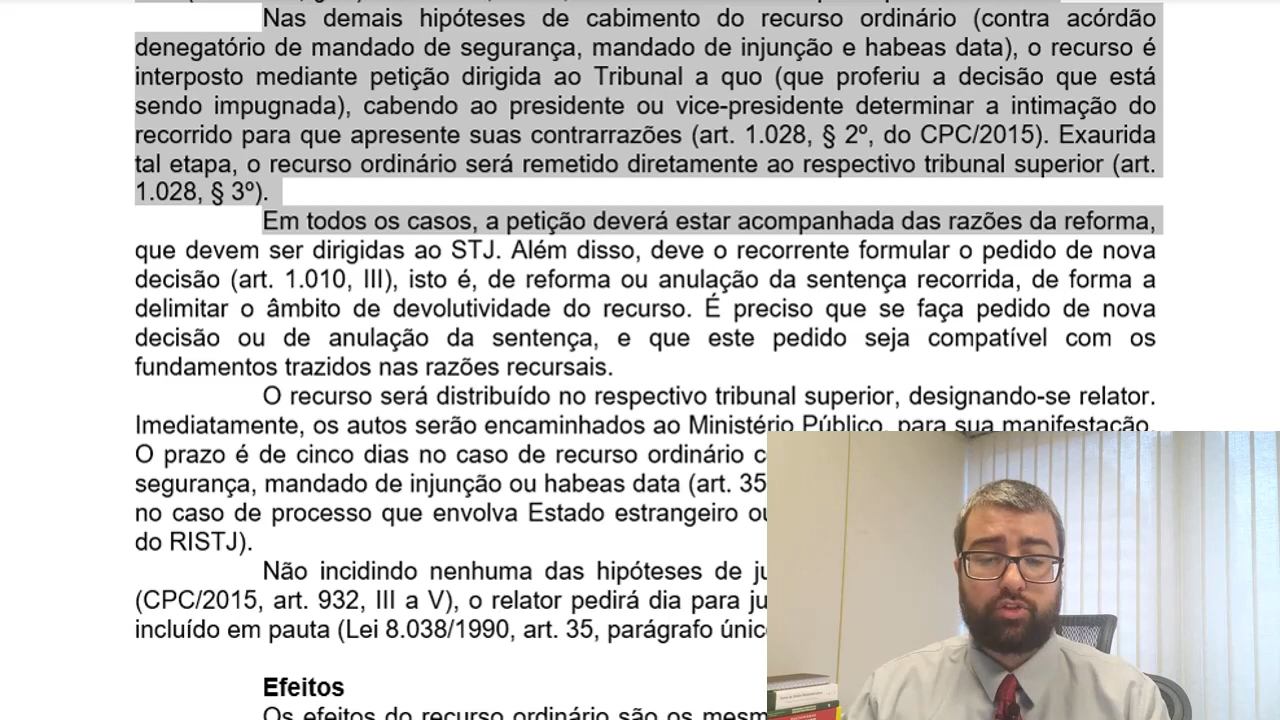 Nas demais hipóteses de cabimento do recurso ordinário (contra acórdão
denegatório de mandado de segurança, mandado de injunção e habeas data), o recurso é
interposto mediante petição dirigida ao Tribunal a quo (que proferiu a decisão que está
sendo impugnada), cabendo ao presidente ou vice-presidente determinar a intimação do
recorrido para que apresente suas contrarrazões (art. 1.028, § 2º, do CPC/2015). Exaurida
tal etapa, o recurso ordinário será remetido diretamente ao respectivo tribunal superior (art.
1.028, § 3º).
Em todos os casos, a petição deverá estar acompanhada das razões da reforma,
que devem ser dirigidas ao STJ. Além disso, deve o recorrente formular o pedido de nova
decisão (art. 1.010, III), isto é, de reforma ou anulação da sentença recorrida, de forma a
delimitar o âmbito de devolutividade do recurso. É preciso que se faça pedido de nova
decisão ou de anulação da sentença, e que este pedido seja compatível com os
fundamentos trazidos nas razões recursais.
O recurso será distribuído no respectivo tribunal superior, designando-se relator.
Imediatamente, os autos serão encaminhados ao Ministério Público, para sua manifestação.
O prazo é de cinco dias no caso de recurso ordinário
segurança, mandado de injunção ou habeas data (art. 35
no caso de processo que envolva Estado estrangeiro
do RISTJ).
Não incidindo nenhuma das hipóteses de
(CPC/2015, art. 932, III a V), o relator pedirá dia para
incluído em pauta (Lei 8.038/1990, art. 35, parágrafo
Efeitos
Os efeitos do recurso ordinário são os